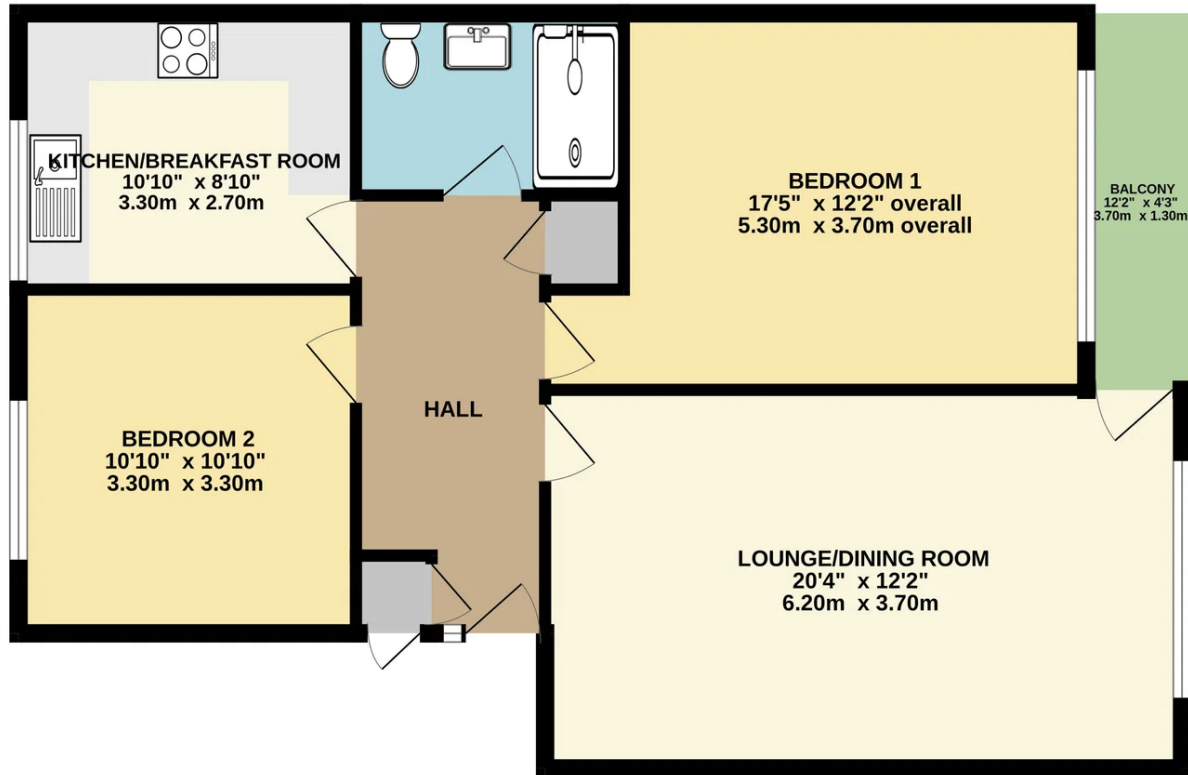 KITCHEN/BREAKFAST ROOM
10'10" x 8'10"
3.30m x 2.70m
BEDROOM 1
17'5" x 12'2" overall
5.30m x 3.70m overall
BALCONY
12'2" x 4'3"
3.70m x 1.30m
HALL
BEDROOM 2
10'10" x 10'10"
3.30m x 3.30m
LOUNGE/DINING ROOM
20'4" x 12'2"
6.20m x 3.70m